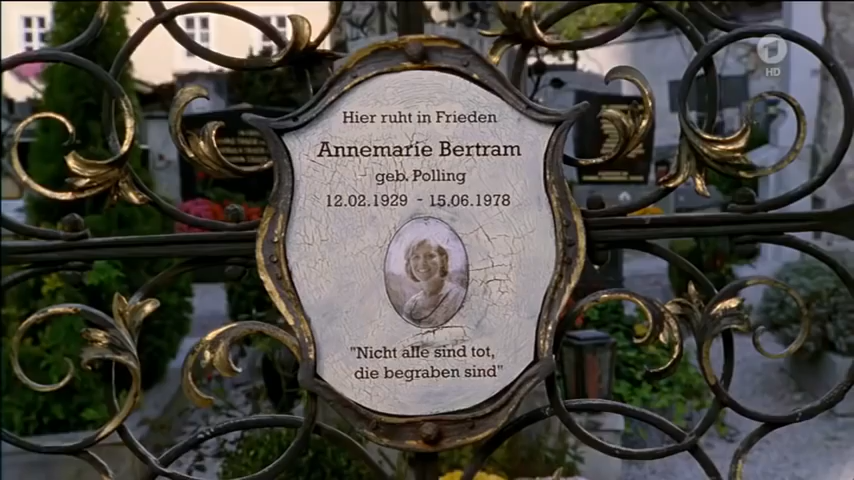 Hier ruht in Frieden
Annemarie Bertram
geb. Polling
12.02.1929 - 15.06.1978
"Nicht alle sind tot,
die begraben sind"
1
HD